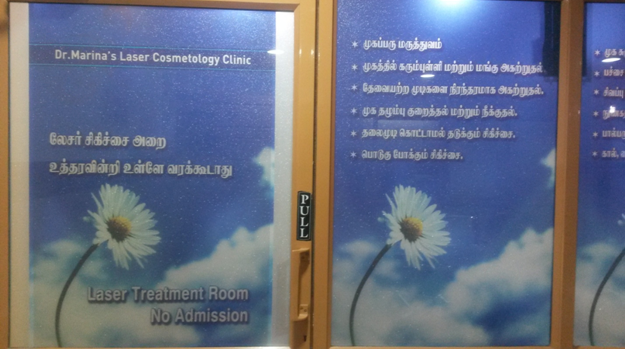 Dr.Marina's Laser Cosmetology Clinic
லேசர் சிகிச்சை அறை
உத்தரவின்றி உள்ளே வரக்கூடாது
Laser Treatment Room
No Admission
PULL
* முகப்பரு மருத்துவம்
* முகத்தில் கரும்புள்ளி மற்றும் மங்கு அகற்றுதல்.
* தேவையற்ற முடிகளை நிரந்தரமாக அகற்றுதல்.
* முக தழும்பு குறைத்தல் மற்றும் நீக்குதல்.
* தலைமுடி கொட்டாமல் தடுக்கும் சிகிச்சை.
* பொடுகு போக்கும் சிகிச்சை.
* முக
* பச்சை
* சிவப்பு
*
*
* கால்,